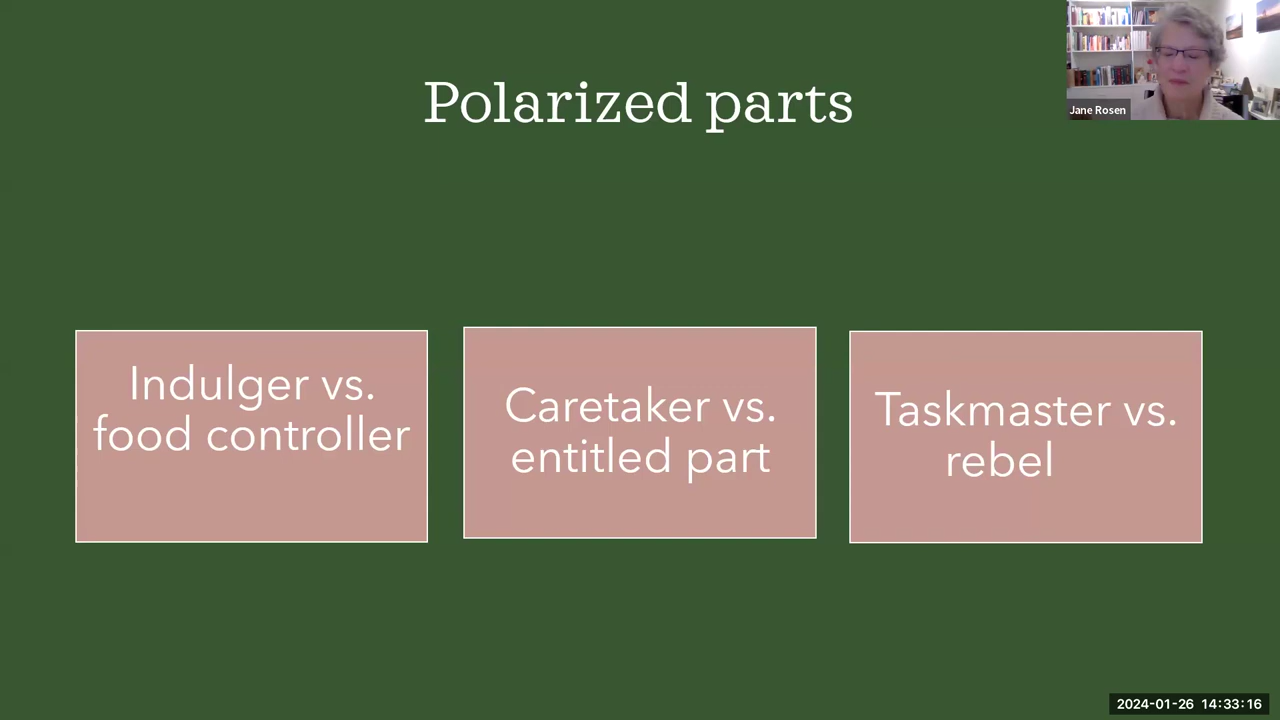 Polarized parts
Jane Rosen
Indulger vs.
food controller
Caretaker vs.
entitled part
Taskmaster vs.
rebel
2024-01-26 14:33:16